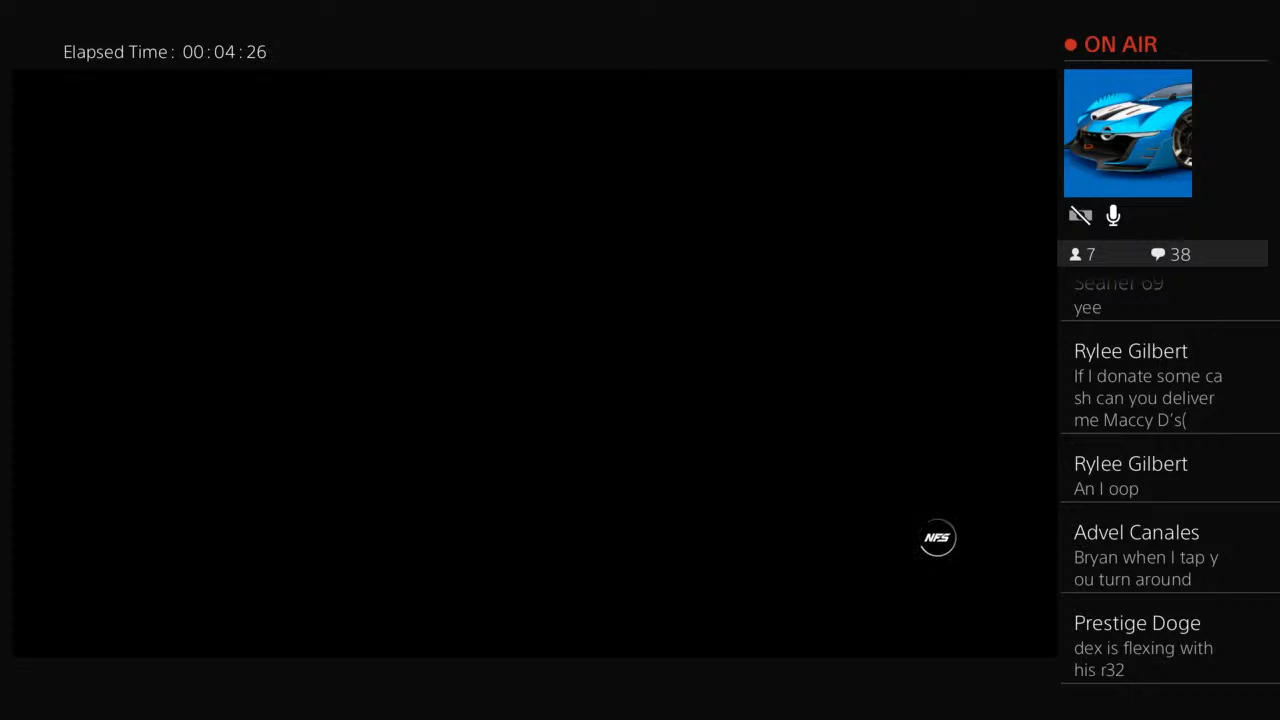 Elapsed Time: 00:04:26
ON AIR
7 38
Seaner 69
yee
Rylee Gilbert
If I donate some ca
sh can you deliver
me Maccy D's(
Rylee Gilbert
An I oop
NFS
Advel Canales
Bryan when I tap y
ou turn around
Prestige Doge
dex is flexing with
his r32